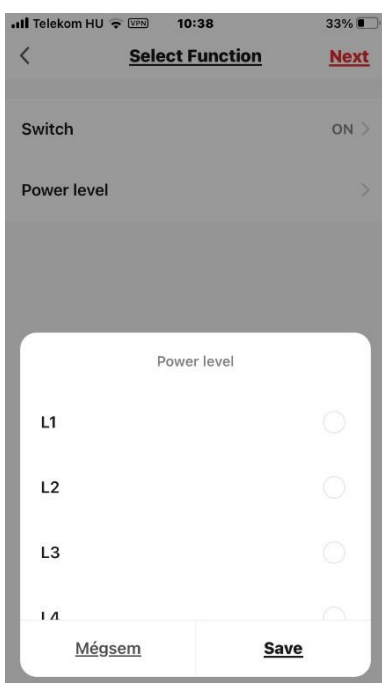 Telekom HU VPN 10:38 33%
Select Function Next
Switch ON
Power level
Power level
L1
L2
L3
L4
Mégsem Save